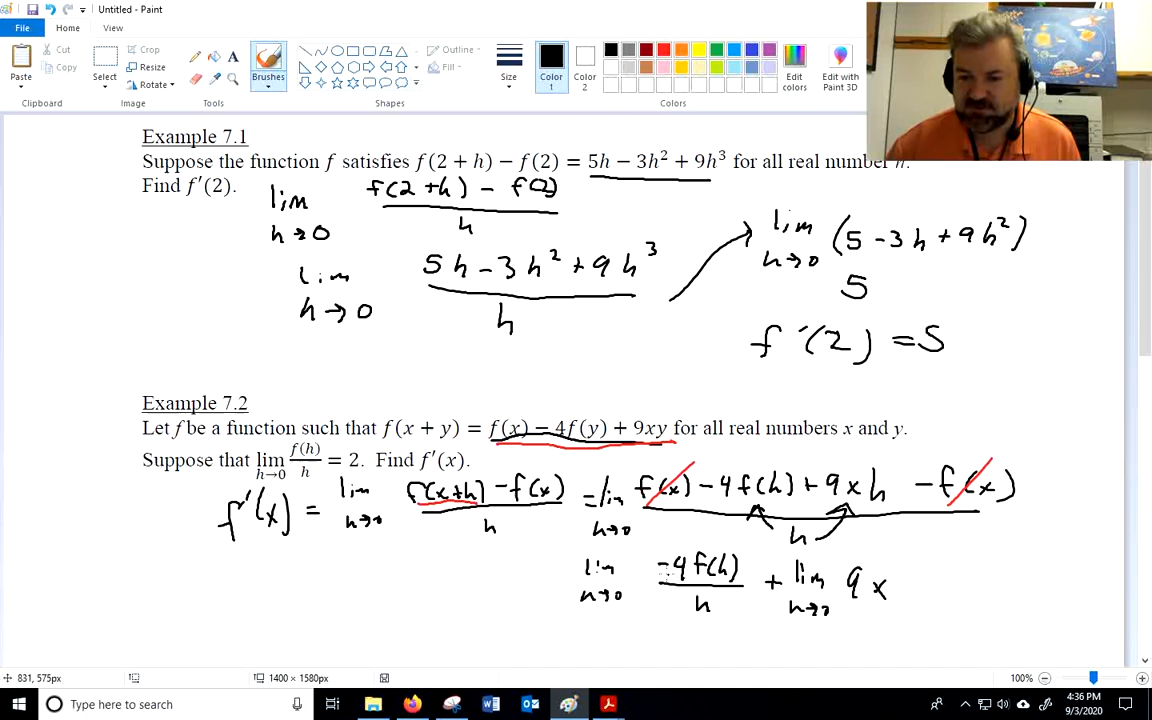 Untitled - Paint
File Home View
Paste Cut Copy Select Crop Resize Rotate Brushes Outline Fill Size Color 1 Color 2 Edit colors Edit with Paint 3D
Clipboard Image Tools Shapes Colors
Example 7.1
Suppose the function f satisfies f(2 + h) − f(2) = 5h − 3h² + 9h³ for all real number h.
Find f′(2).
lim h→0 f(2+h) - f(2) / h
lim h→0 5h - 3h² + 9h³ / h
lim h→0 (5 - 3h + 9h²)
5
f'(2) = 5
Example 7.2
Let f be a function such that f(x + y) = f(x) − 4f(y) + 9xy for all real numbers x and y.
Suppose that lim h→0 f(h)/h = 2. Find f′(x).
f'(x) = lim h→0 f(x+h) - f(x) / h = lim h→0 f(x) - 4f(h) + 9xh - f(x) / h
lim h→0 -4f(h) / h + lim h→0 9x
831, 575px 1400 × 1580px 100%
Type here to search
4:36 PM
9/3/2020